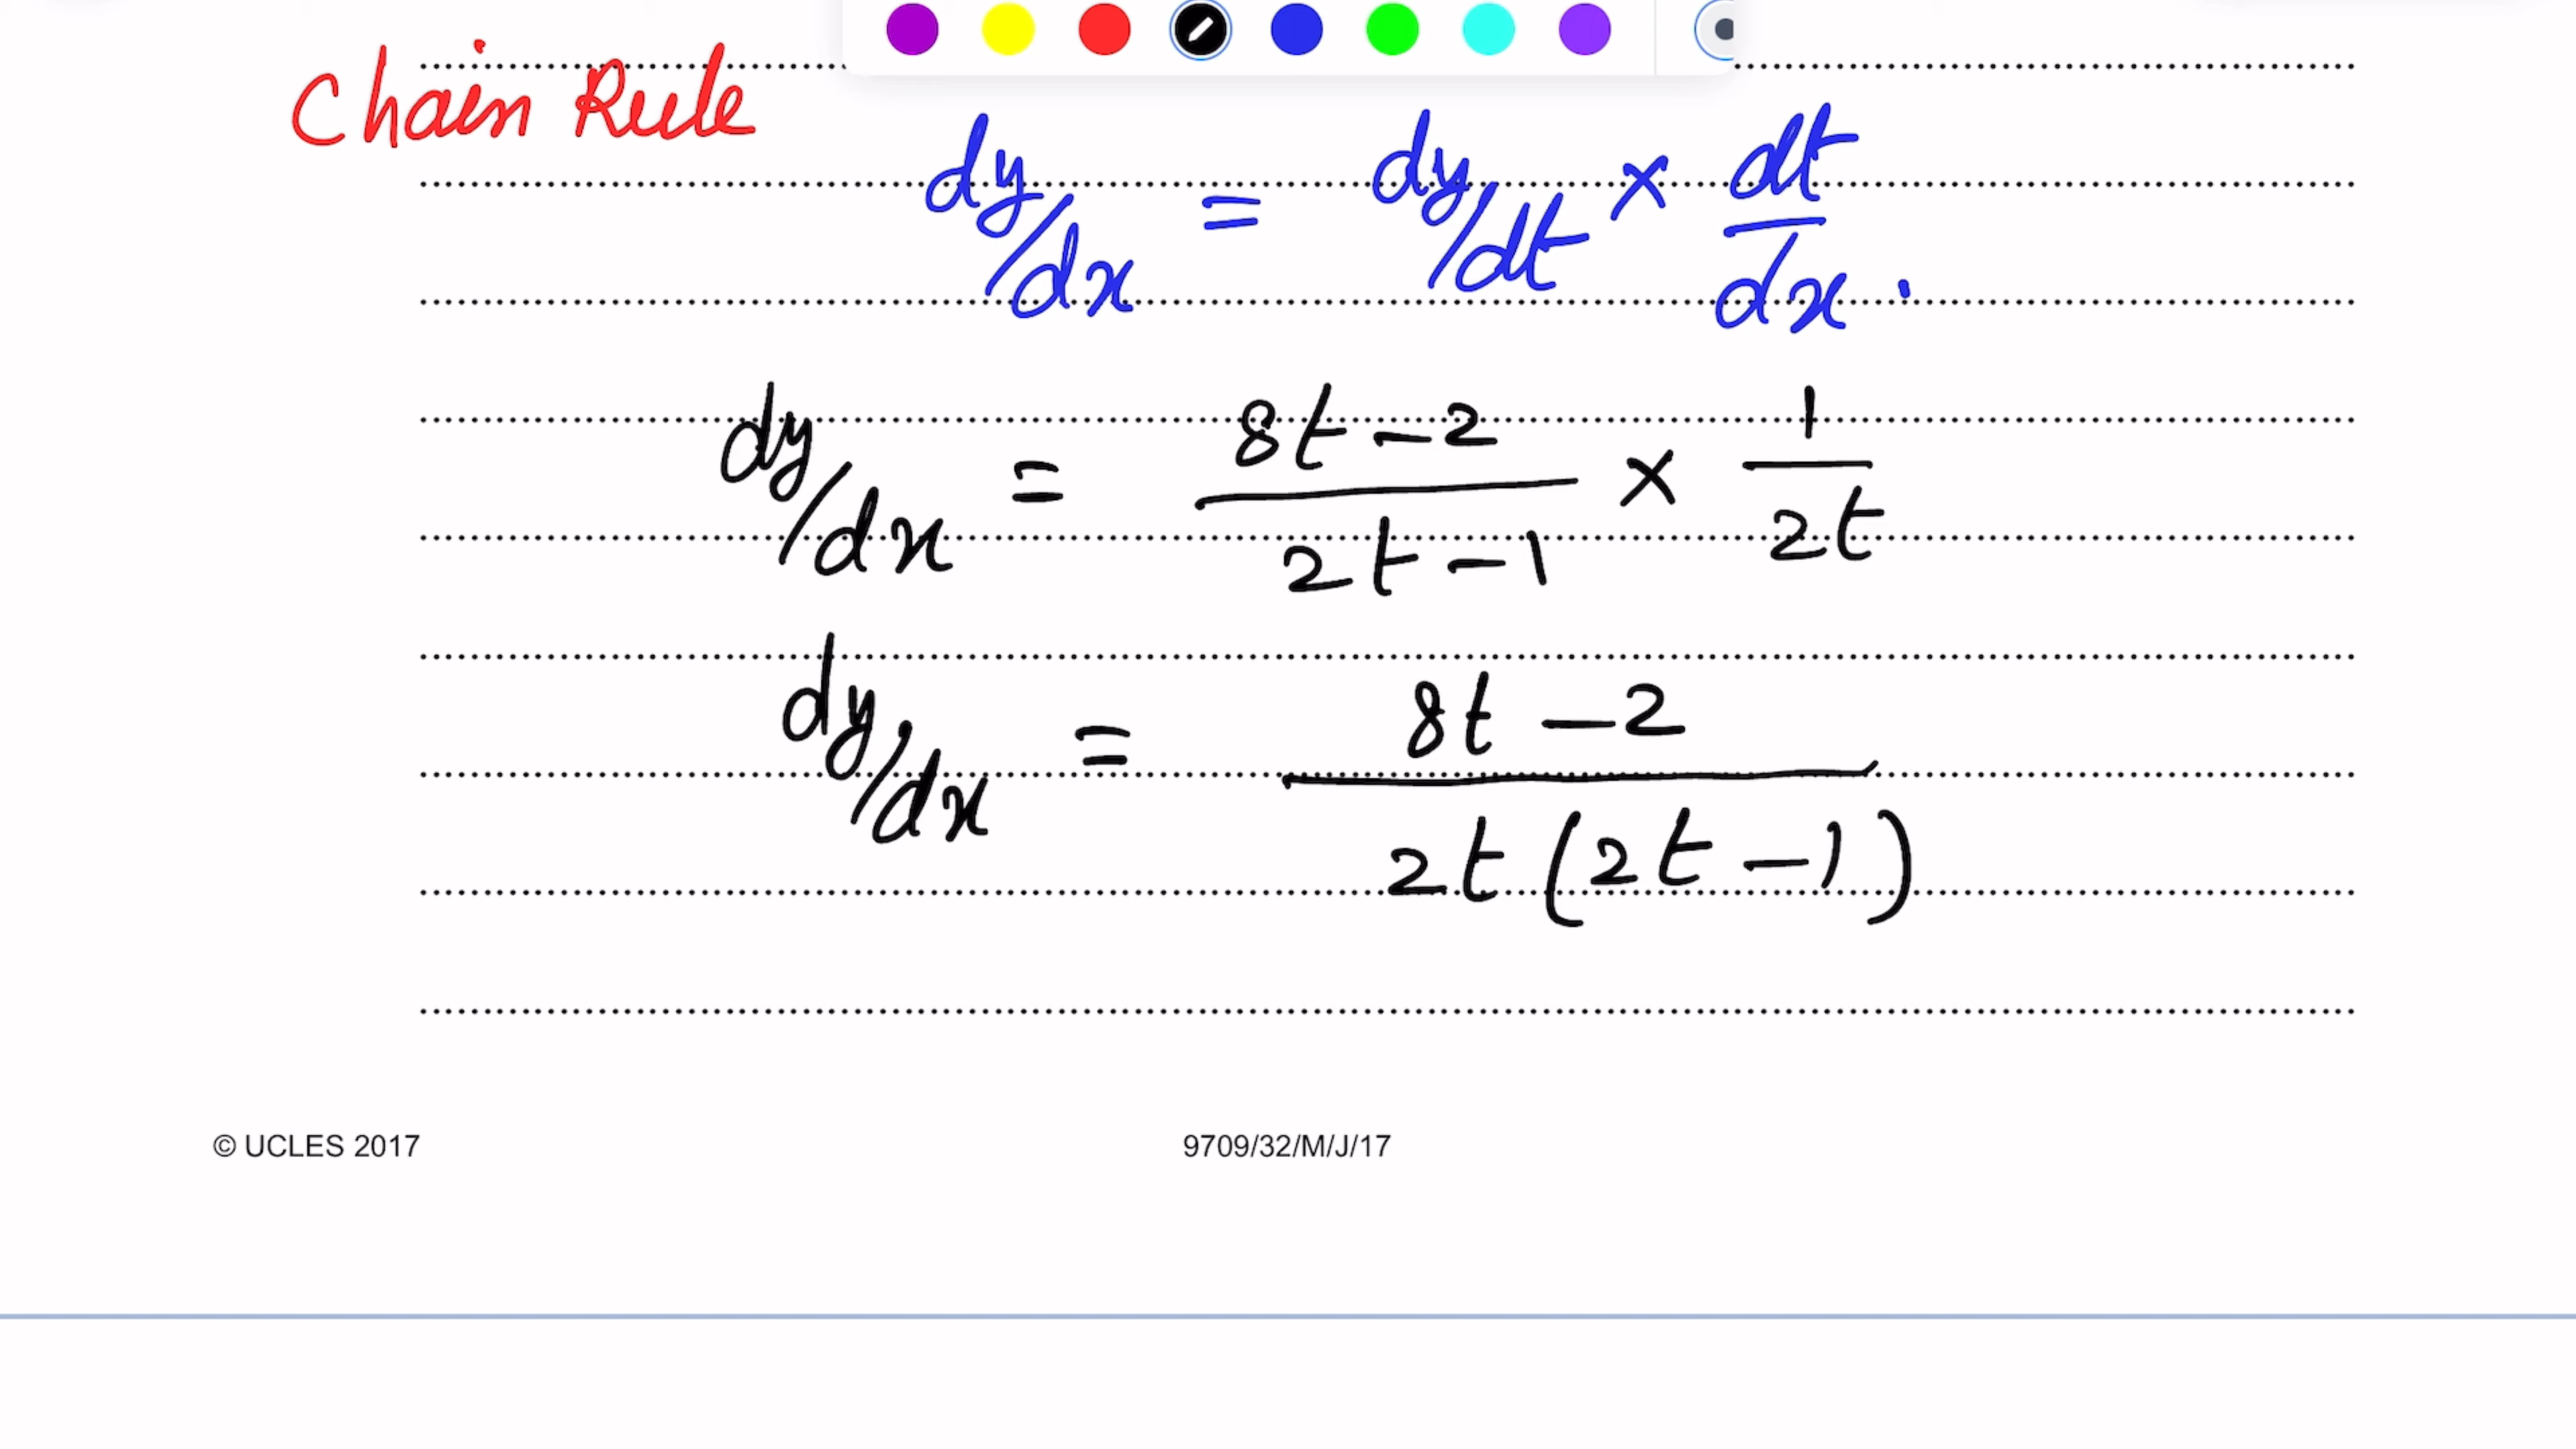 Chain Rule
dy/dx = dy/dt × dt/dx .
dy/dx = 8t - 2 / 2t - 1 × 1 / 2t
dy/dx = 8t - 2 / 2t (2t - 1)
© UCLES 2017 9709/32/M/J/17